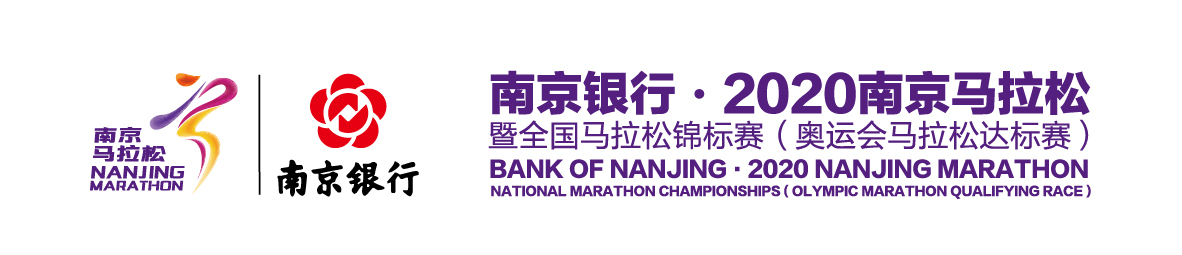 南京
马拉松
NANJING
MARATHON
南京银行
南京银行·2020南京马拉松
暨全国马拉松锦标赛（奥运会马拉松达标赛）
BANK OF NANJING · 2020 NANJING MARATHON
NATIONAL MARATHON CHAMPIONSHIPS ( OLYMPIC MARATHON QUALIFYING RACE )